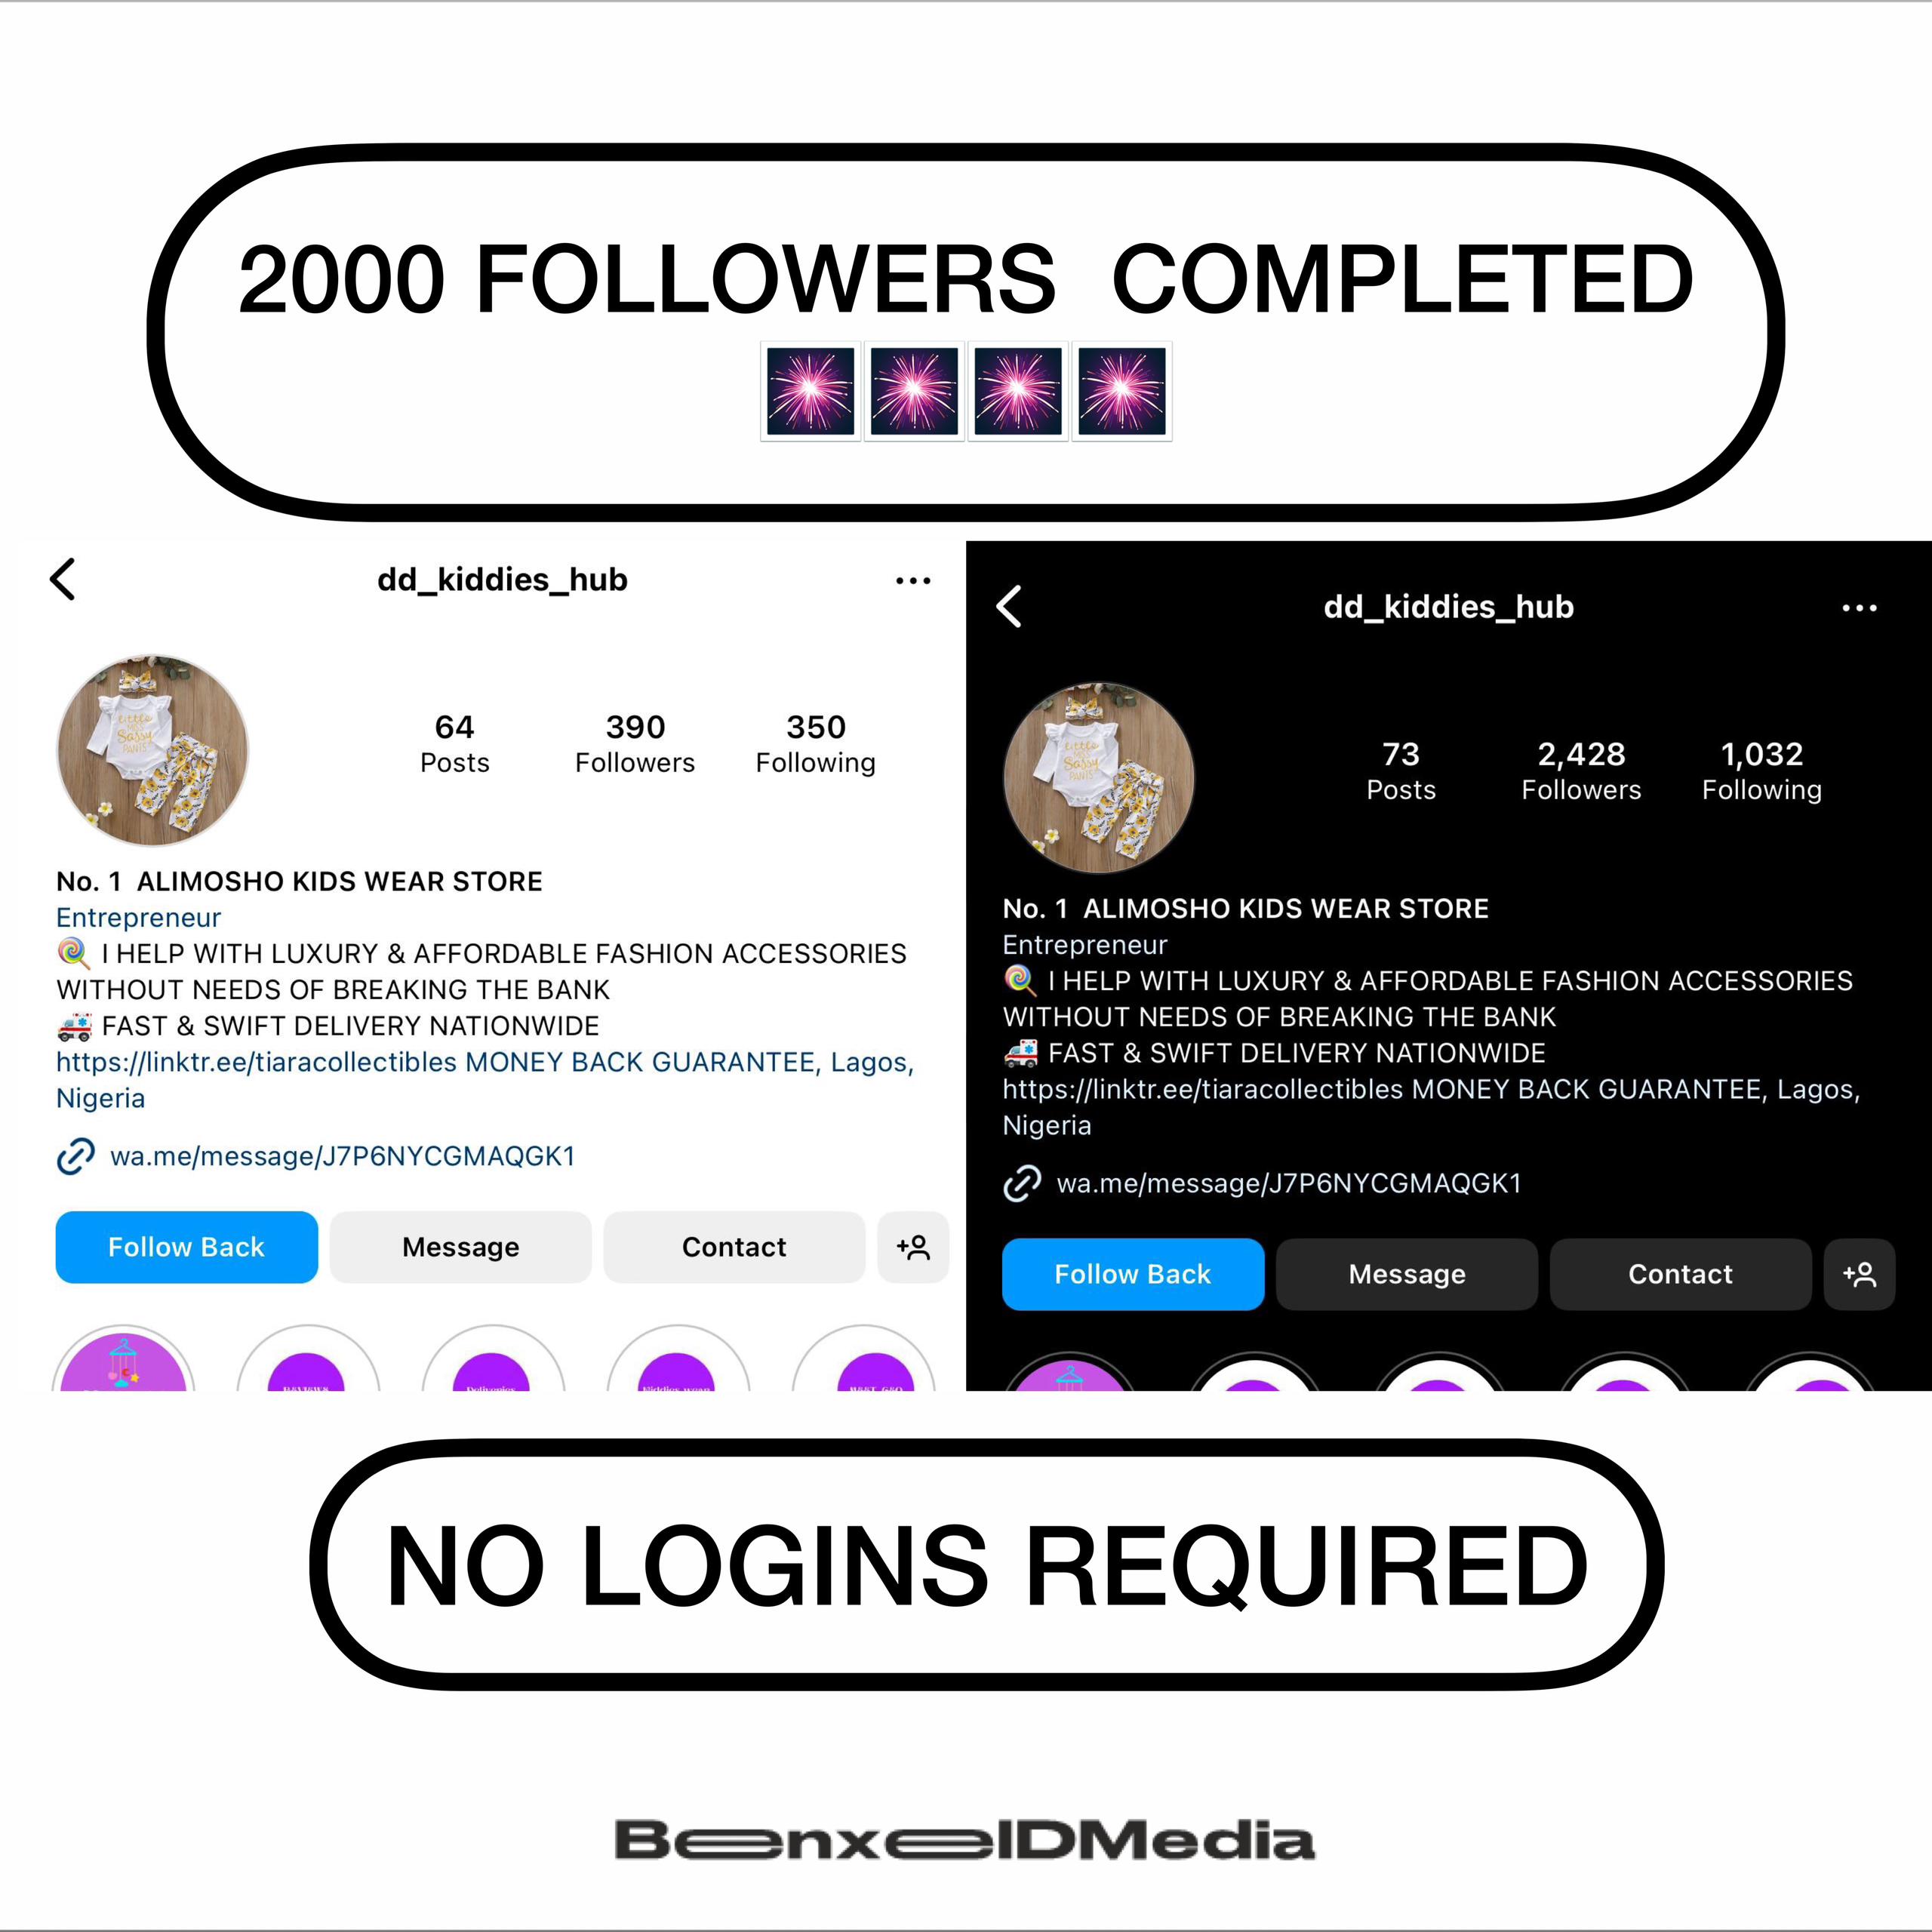 2000 FOLLOWERS COMPLETED
🎆🎆🎆🎆
dd_kiddies_hub
64 390 350
Posts Followers Following
No. 1 ALIMOSHO KIDS WEAR STORE
Entrepreneur
🍭 I HELP WITH LUXURY & AFFORDABLE FASHION ACCESSORIES
WITHOUT NEEDS OF BREAKING THE BANK
🚑 FAST & SWIFT DELIVERY NATIONWIDE
https://linktr.ee/tiaracollectibles MONEY BACK GUARANTEE, Lagos,
Nigeria
wa.me/message/J7P6NYCGMAQGK1
Follow Back Message Contact
dd_kiddies_hub
73 2,428 1,032
Posts Followers Following
No. 1 ALIMOSHO KIDS WEAR STORE
Entrepreneur
🍭 I HELP WITH LUXURY & AFFORDABLE FASHION ACCESSORIES
WITHOUT NEEDS OF BREAKING THE BANK
🚑 FAST & SWIFT DELIVERY NATIONWIDE
https://linktr.ee/tiaracollectibles MONEY BACK GUARANTEE, Lagos,
Nigeria
wa.me/message/J7P6NYCGMAQGK1
Follow Back Message Contact
NO LOGINS REQUIRED
BenxeIDMedia